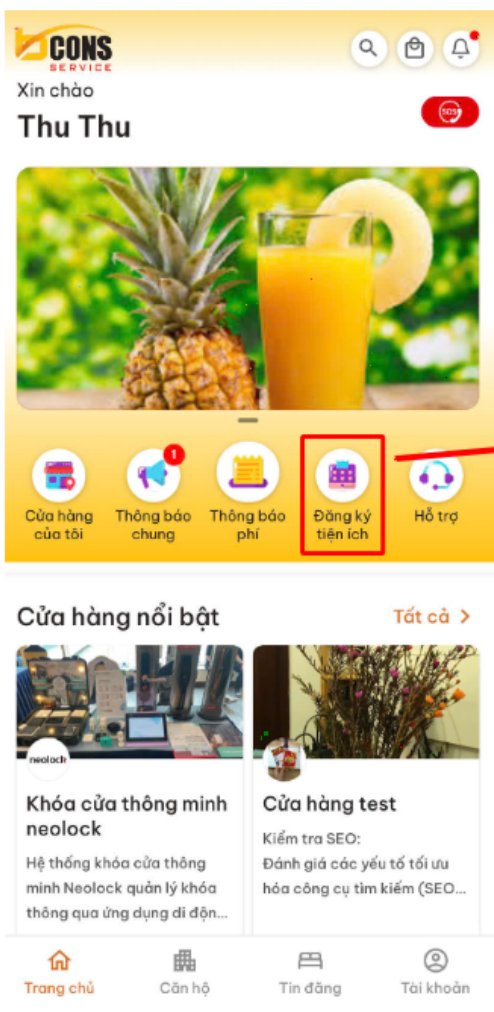 BCONS
SERVICE
Xin chào
SOS
Thu Thu
1
Cửa hàng
của tôi
Thông báo
chung
Thông báo
phí
Đăng ký
tiện ích
Hỗ trợ
Cửa hàng nổi bật
Tất cả >
neolock
Khóa cửa thông minh
neolock
Hệ thống khóa cửa thông
minh Neolock quản lý khóa
thông qua ứng dụng di độn...
Cửa hàng test
Kiểm tra SEO:
Đánh giá các yếu tố tối ưu
hóa công cụ tìm kiếm (SEO...
Trang chủ
Căn hộ
Tin đăng
Tài khoản